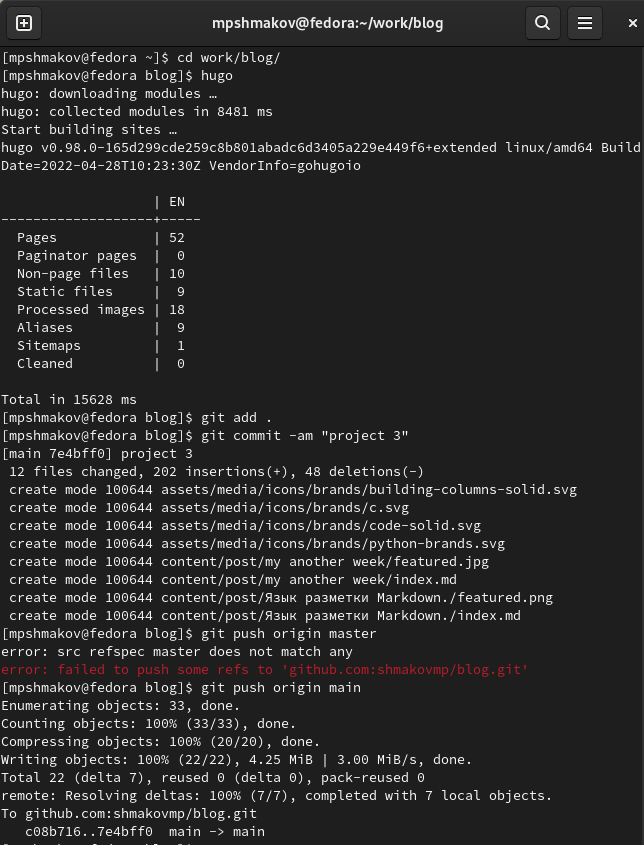 mpshmakov@fedora:~/work/blog
[mpshmakov@fedora ~]$ cd work/blog/
[mpshmakov@fedora blog]$ hugo
hugo: downloading modules …
hugo: collected modules in 8481 ms
Start building sites …
hugo v0.98.0-165d299cde259c8b801abadc6d3405a229e449f6+extended linux/amd64 Build
Date=2022-04-28T10:23:30Z VendorInfo=gohugoio
| EN
-------------------+-----
Pages | 52
Paginator pages | 0
Non-page files | 10
Static files | 9
Processed images | 18
Aliases | 9
Sitemaps | 1
Cleaned | 0
Total in 15628 ms
[mpshmakov@fedora blog]$ git add .
[mpshmakov@fedora blog]$ git commit -am "project 3"
[main 7e4bff0] project 3
12 files changed, 202 insertions(+), 48 deletions(-)
create mode 100644 assets/media/icons/brands/building-columns-solid.svg
create mode 100644 assets/media/icons/brands/c.svg
create mode 100644 assets/media/icons/brands/code-solid.svg
create mode 100644 assets/media/icons/brands/python-brands.svg
create mode 100644 content/post/my another week/featured.jpg
create mode 100644 content/post/my another week/index.md
create mode 100644 content/post/Язык разметки Markdown./featured.png
create mode 100644 content/post/Язык разметки Markdown./index.md
[mpshmakov@fedora blog]$ git push origin master
error: src refspec master does not match any
error: failed to push some refs to 'github.com:shmakovmp/blog.git'
[mpshmakov@fedora blog]$ git push origin main
Enumerating objects: 33, done.
Counting objects: 100% (33/33), done.
Compressing objects: 100% (20/20), done.
Writing objects: 100% (22/22), 4.25 MiB | 3.00 MiB/s, done.
Total 22 (delta 7), reused 0 (delta 0), pack-reused 0
remote: Resolving deltas: 100% (7/7), completed with 7 local objects.
To github.com:shmakovmp/blog.git
c08b716..7e4bff0 main -> main